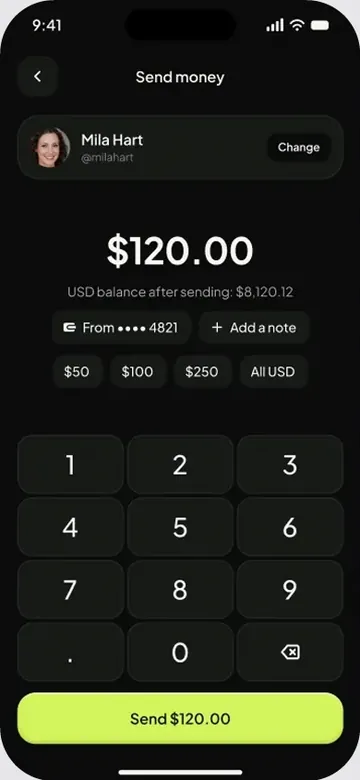 9:41
Send money
Mila Hart
@milahart
Change
$120.00
USD balance after sending: $8,120.12
From •••• 4821
+ Add a note
$50 $100 $250 All USD
1 2 3
4 5 6
7 8 9
. 0
Send $120.00